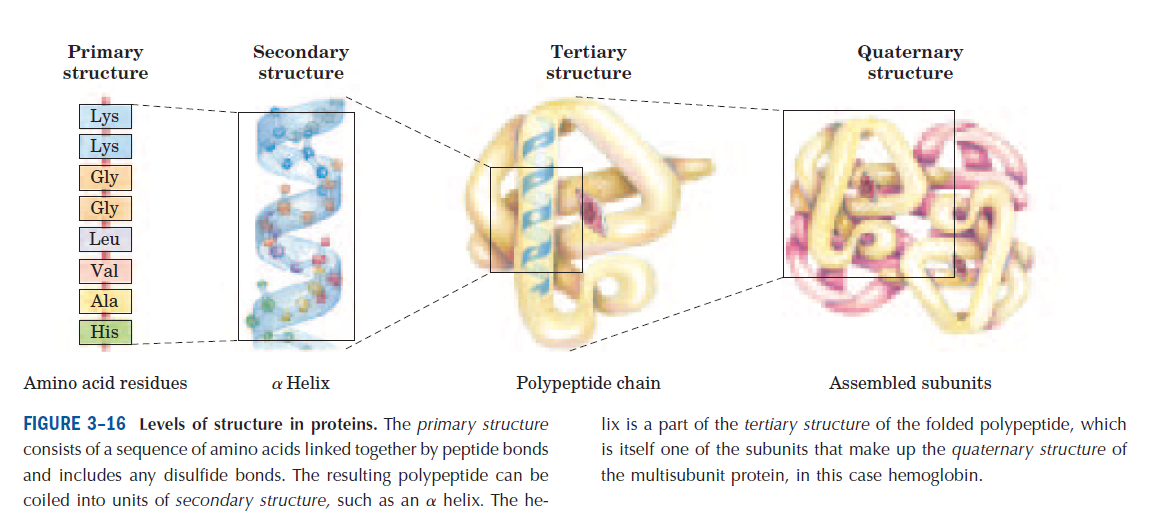 Primary
structure
Secondary
structure
Tertiary
structure
Quaternary
structure
Lys
Lys
Gly
Gly
Leu
Val
Ala
His
Amino acid residues
α Helix
Polypeptide chain
Assembled subunits
FIGURE 3–16 Levels of structure in proteins. The primary structure
consists of a sequence of amino acids linked together by peptide bonds
and includes any disulfide bonds. The resulting polypeptide can be
coiled into units of secondary structure, such as an α helix. The he-
lix is a part of the tertiary structure of the folded polypeptide, which
is itself one of the subunits that make up the quaternary structure of
the multisubunit protein, in this case hemoglobin.